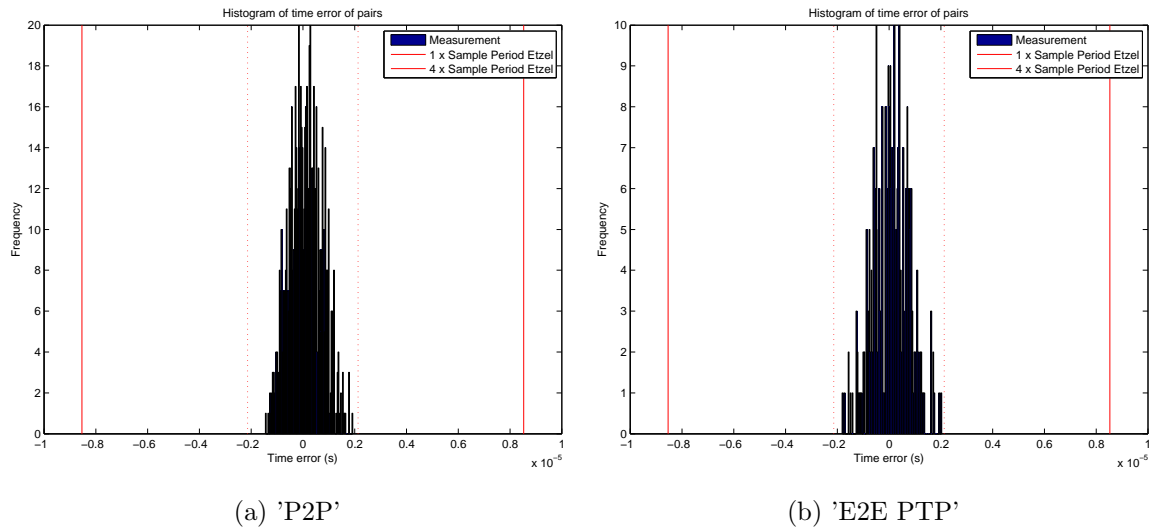 Histogram of time error of pairs
20
18
16
14
12
10
8
6
4
2
0
Frequency
Measurement
1 x Sample Period Etzel
4 x Sample Period Etzel
−1 −0.8 −0.6 −0.4 −0.2 0 0.2 0.4 0.6 0.8 1
Time error (s)
x 10−5
(a) ’P2P’
Histogram of time error of pairs
10
9
8
7
6
5
4
3
2
1
0
Frequency
Measurement
1 x Sample Period Etzel
4 x Sample Period Etzel
−1 −0.8 −0.6 −0.4 −0.2 0 0.2 0.4 0.6 0.8 1
Time error (s)
x 10−5
(b) ’E2E PTP’